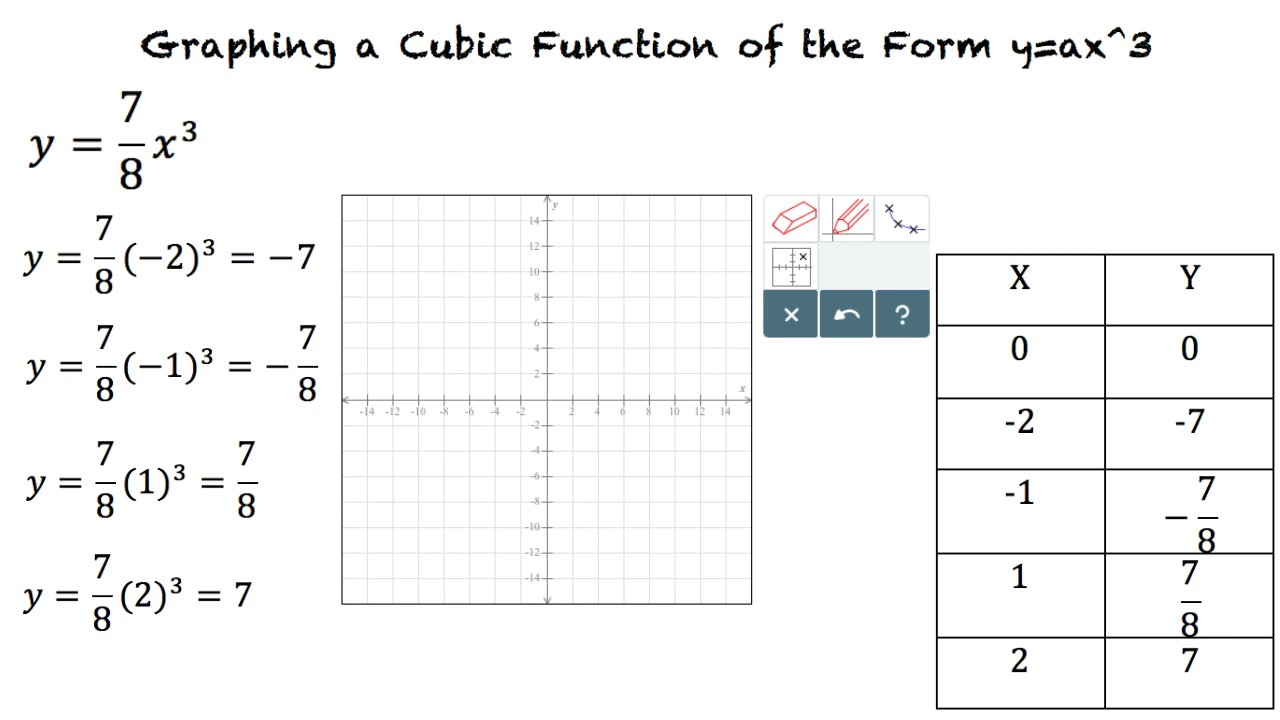 Graphing a Cubic Function of the Form y=ax^3
y = 7/8 x³
y = 7/8 (−2)³ = −7
y = 7/8 (−1)³ = − 7/8
y = 7/8 (1)³ = 7/8
y = 7/8 (2)³ = 7
y
14
12
10
8
6
4
2
x
-14 -12 -10 -8 -6 -4 -2 2 4 6 8 10 12 14
-2
-4
-6
-8
-10
-12
-14
× ?
X Y
0 0
-2 -7
-1 − 7/8
1 7/8
2 7